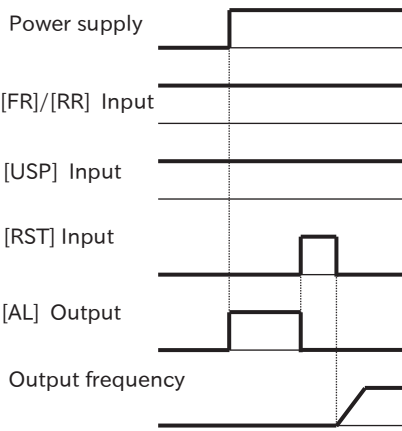 Power supply
[FR]/[RR] Input
[USP] Input
[RST] Input
[AL] Output
Output frequency